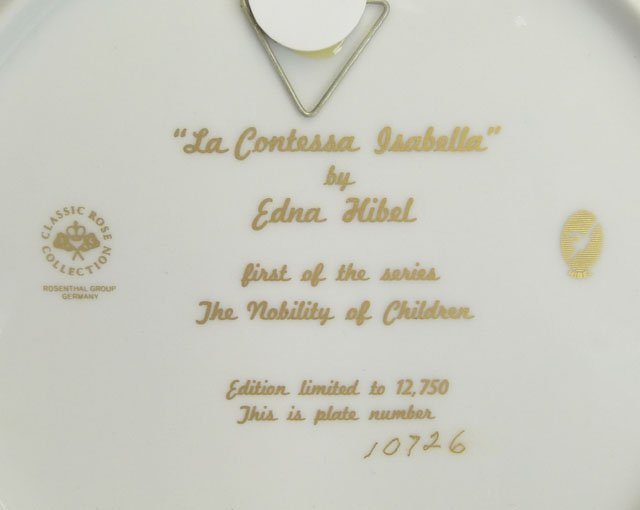 "La Contessa Isabella"
by
Edna Hibel
first of the series
The Nobility of Children
Edition limited to 12,750
This is plate number
10726
CLASSIC ROSE
COLLECTION
ROSENTHAL GROUP
GERMANY